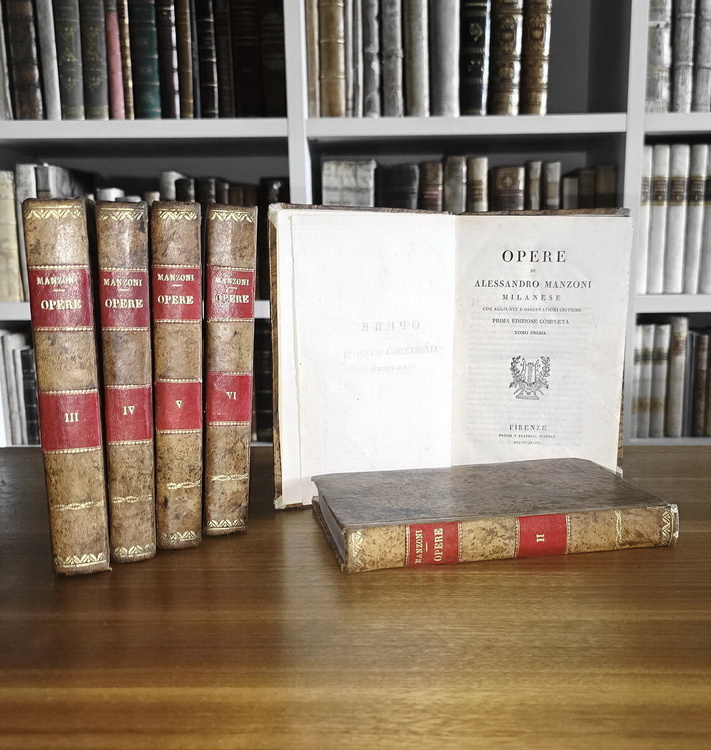 MANZONI
OPERE
III
MANZONI
OPERE
IV
MANZONI
OPERE
V
MANZONI
OPERE
VI
OPERE
DI
ALESSANDRO MANZONI
MILANESE
CON AGGIUNTE E OSSERVAZIONI CRITICHE
PRIMA EDIZIONE COMPLETA
TOMO PRIMO.
FIRENZE
MANZONI
OPERE
II